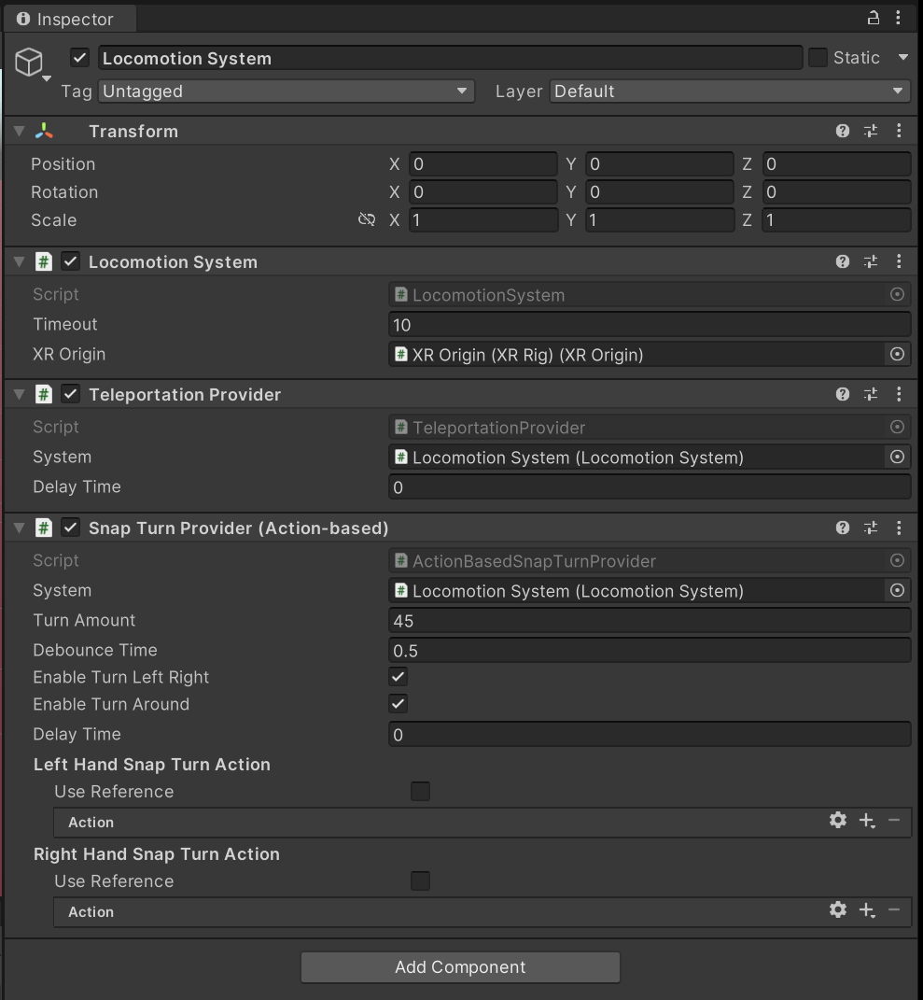 Inspector
Locomotion System Static
Tag Untagged Layer Default
Transform
Position X 0 Y 0 Z 0
Rotation X 0 Y 0 Z 0
Scale X 1 Y 1 Z 1
# Locomotion System
Script # LocomotionSystem
Timeout 10
XR Origin # XR Origin (XR Rig) (XR Origin)
# Teleportation Provider
Script # TeleportationProvider
System # Locomotion System (Locomotion System)
Delay Time 0
# Snap Turn Provider (Action-based)
Script # ActionBasedSnapTurnProvider
System # Locomotion System (Locomotion System)
Turn Amount 45
Debounce Time 0.5
Enable Turn Left Right
Enable Turn Around
Delay Time 0
Left Hand Snap Turn Action
Use Reference
Action
Right Hand Snap Turn Action
Use Reference
Action
Add Component